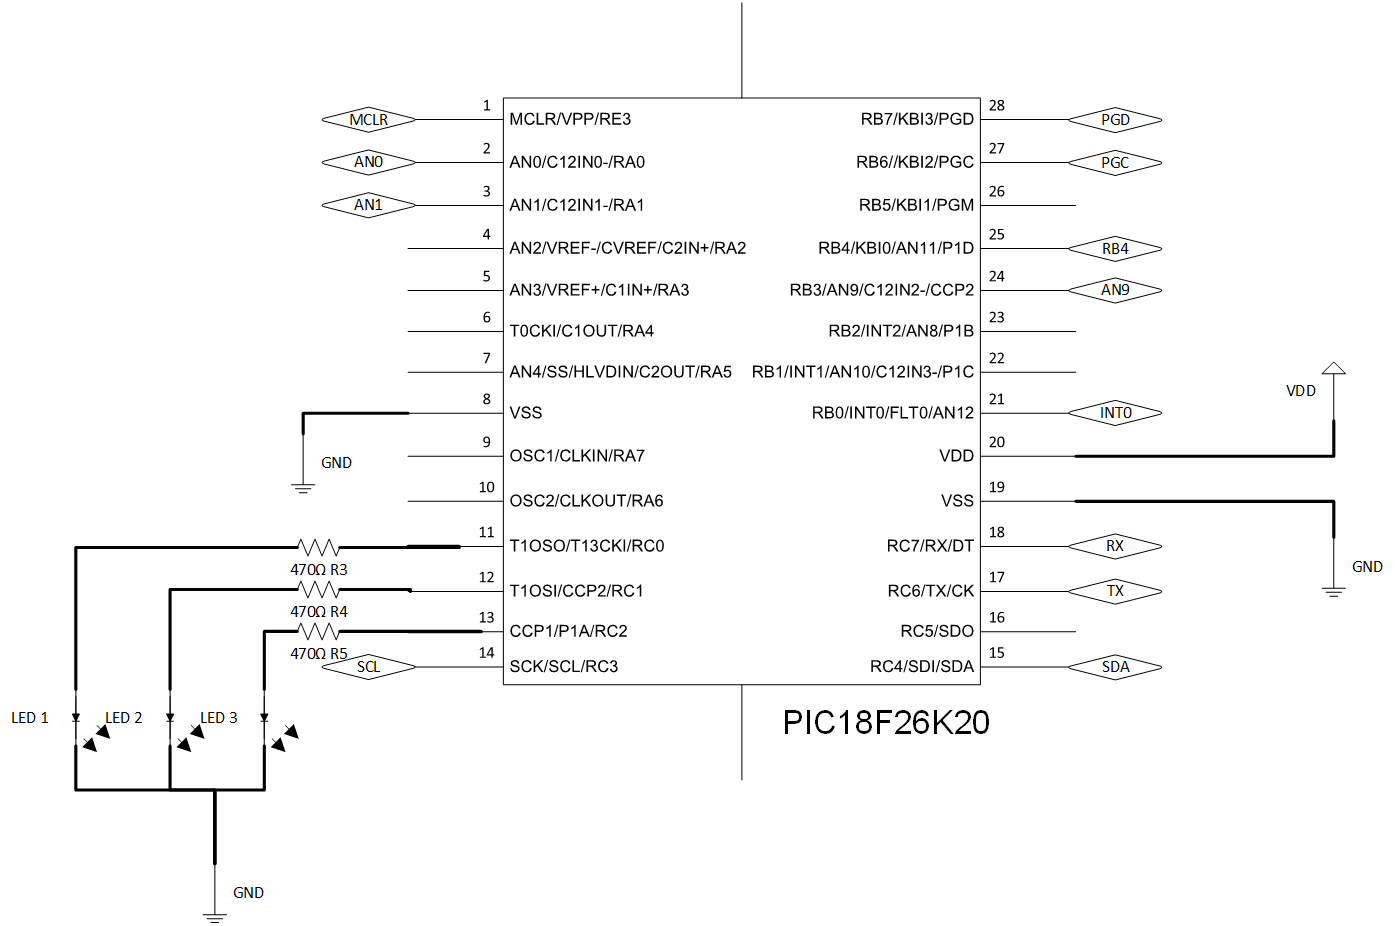 MCLR
1
MCLR/VPP/RE3
AN0
2
AN0/C12IN0-/RA0
AN1
3
AN1/C12IN1-/RA1
4
AN2/VREF-/CVREF/C2IN+/RA2
5
AN3/VREF+/C1IN+/RA3
6
T0CKI/C1OUT/RA4
7
AN4/SS/HLVDIN/C2OUT/RA5
8
VSS
GND
9
OSC1/CLKIN/RA7
10
OSC2/CLKOUT/RA6
11
T1OSO/T13CKI/RC0
470Ω R3
12
T1OSI/CCP2/RC1
470Ω R4
13
CCP1/P1A/RC2
470Ω R5
SCL
14
SCK/SCL/RC3
28
RB7/KBI3/PGD
PGD
27
RB6//KBI2/PGC
PGC
26
RB5/KBI1/PGM
25
RB4/KBI0/AN11/P1D
RB4
24
RB3/AN9/C12IN2-/CCP2
AN9
23
RB2/INT2/AN8/P1B
22
RB1/INT1/AN10/C12IN3-/P1C
21
RB0/INT0/FLT0/AN12
INT0
VDD
20
VDD
19
VSS
GND
18
RC7/RX/DT
RX
17
RC6/TX/CK
TX
16
RC5/SDO
15
RC4/SDI/SDA
SDA
LED 1
LED 2
LED 3
PIC18F26K20
GND